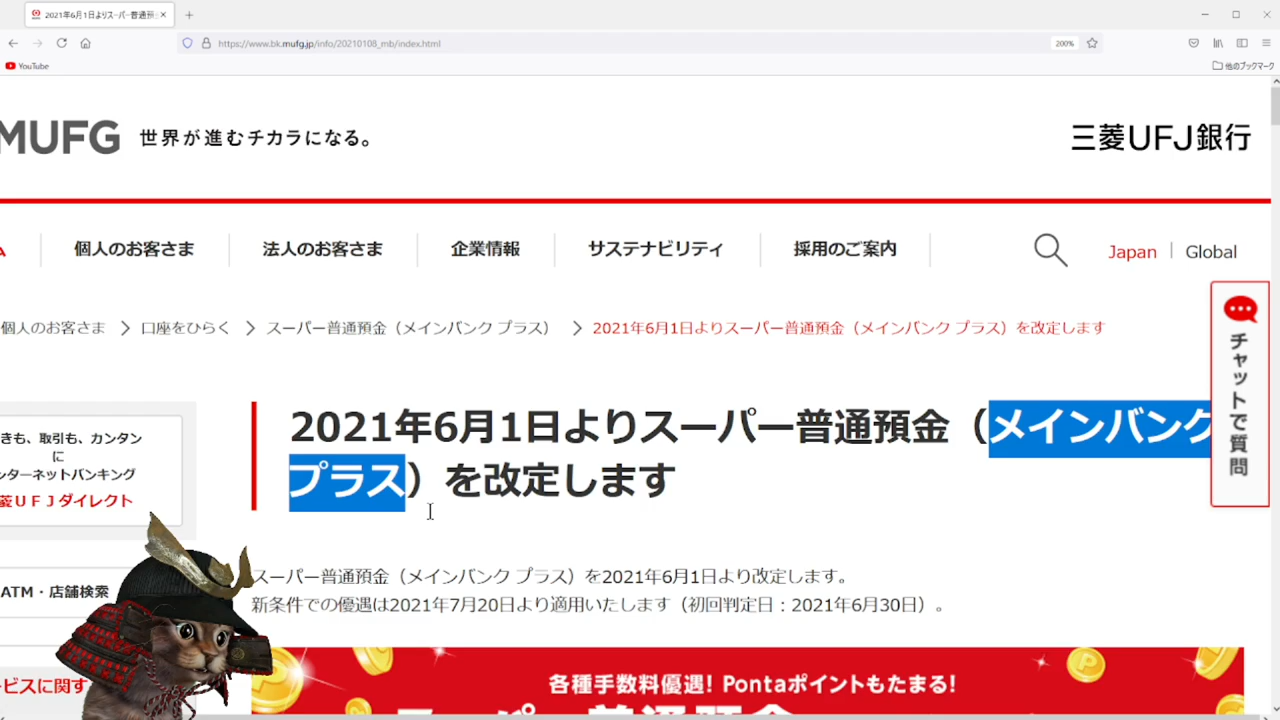 2021年6月1日よりスーパー普通預
https://www.bk.mufg.jp/info/20210108_mb/index.html
200%
YouTube
他のブックマーク
MUFG 世界が進むチカラになる。
三菱UFJ銀行
個人のお客さま
法人のお客さま
企業情報
サステナビリティ
採用のご案内
Japan
Global
個人のお客さま
口座をひらく
スーパー普通預金（メインバンク プラス）
2021年6月1日よりスーパー普通預金（メインバンク プラス）を改定します
チャットで質問
2021年6月1日よりスーパー普通預金（メインバンク
プラス）を改定します
きも、取引も、カンタン
に
ンターネットバンキング
菱UFJダイレクト
スーパー普通預金（メインバンク プラス）を2021年6月1日より改定します。
新条件での優遇は2021年7月20日より適用いたします（初回判定日：2021年6月30日）。
ATM・店舗検索
ービスに関す
各種手数料優遇! Pontaポイントもたまる!